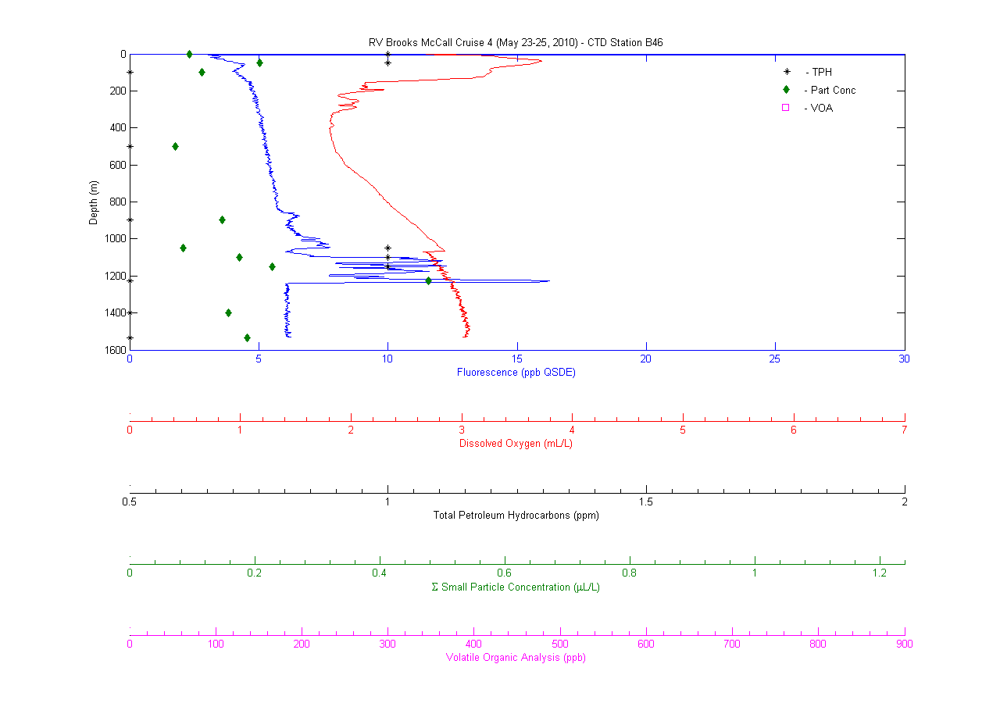 RV Brooks McCall Cruise 4 (May 23-25, 2010) - CTD Station B46
0
200
400
600
800
1000
1200
1400
1600
Depth (m)
- TPH
- Part Conc
- VOA
0 5 10 15 20 25 30
Fluorescence (ppb QSDE)
0 1 2 3 4 5 6 7
Dissolved Oxygen (mL/L)
0.5 1 1.5 2
Total Petroleum Hydrocarbons (ppm)
0 0.2 0.4 0.6 0.8 1 1.2
Σ Small Particle Concentration (μL/L)
0 100 200 300 400 500 600 700 800 900
Volatile Organic Analysis (ppb)